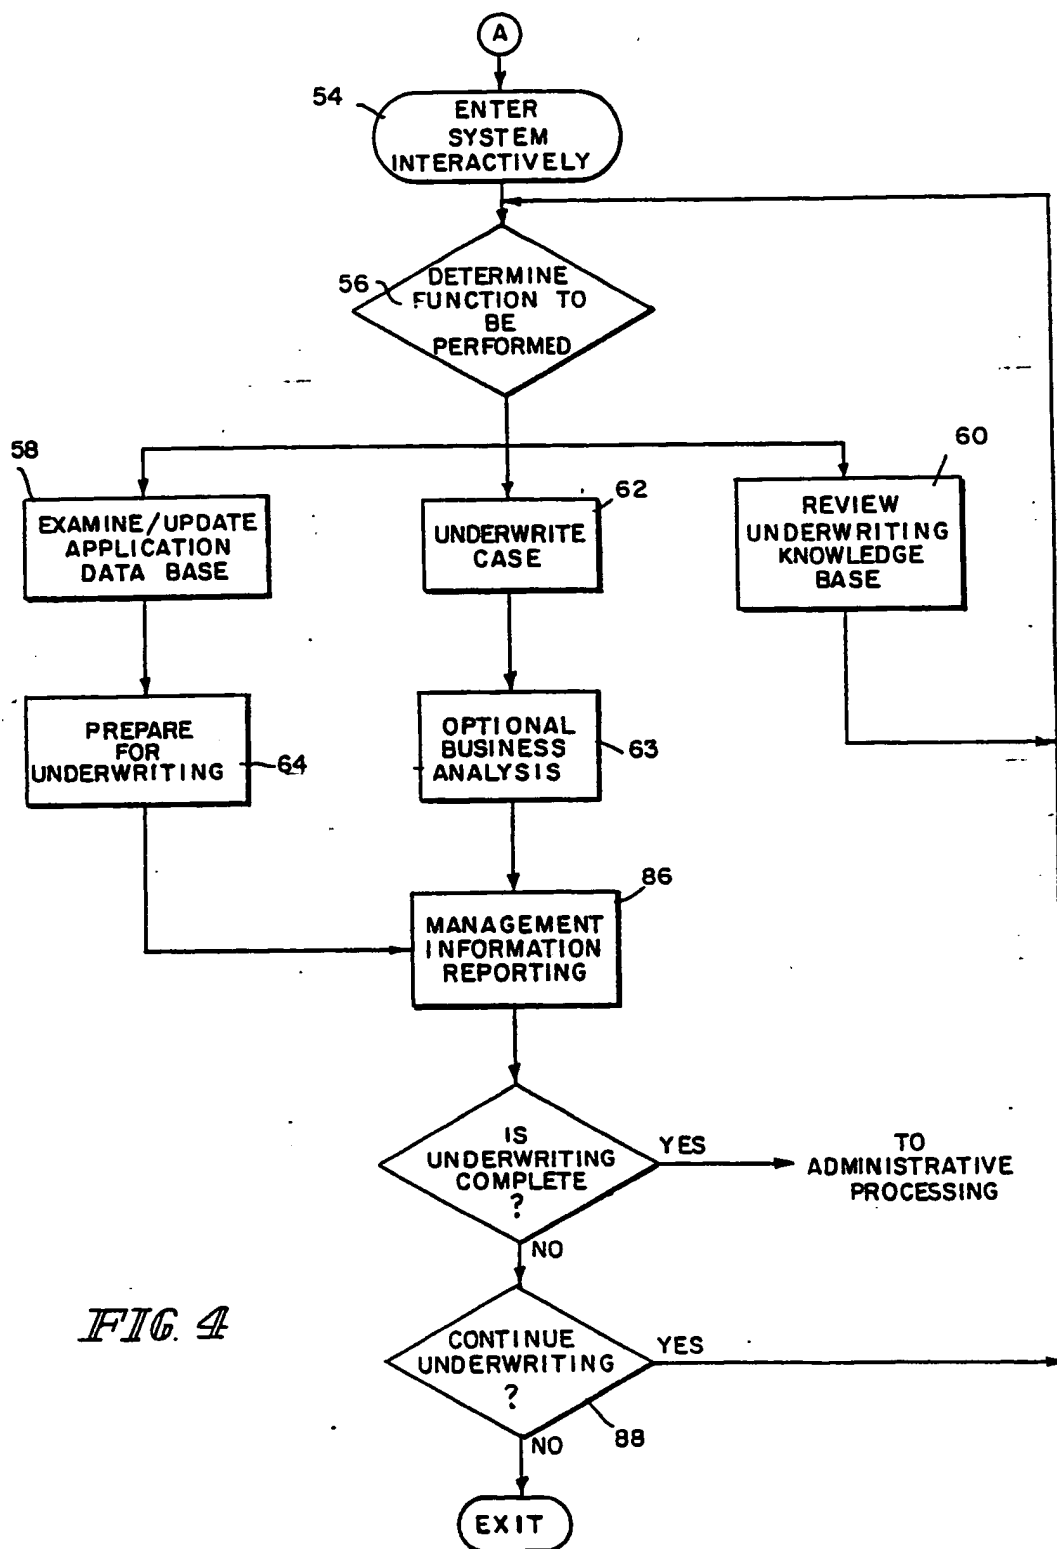 A
54
ENTER
SYSTEM
INTERACTIVELY
56
DETERMINE
FUNCTION TO
BE
PERFORMED
58
EXAMINE/UPDATE
APPLICATION
DATA BASE
62
UNDERWRITE
CASE
60
REVIEW
UNDERWRITING
KNOWLEDGE
BASE
PREPARE
FOR
UNDERWRITING
64
OPTIONAL
BUSINESS
ANALYSIS
63
86
MANAGEMENT
INFORMATION
REPORTING
IS
UNDERWRITING
COMPLETE
?
YES
TO
ADMINISTRATIVE
PROCESSING
NO
FIG. 4
CONTINUE
UNDERWRITING
?
YES
88
NO
EXIT